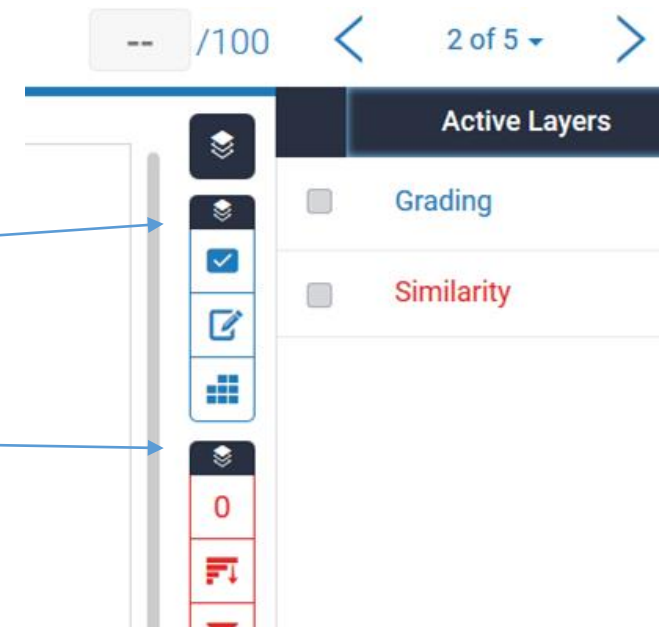 -- /100 2 of 5
Active Layers
Grading
Similarity
0